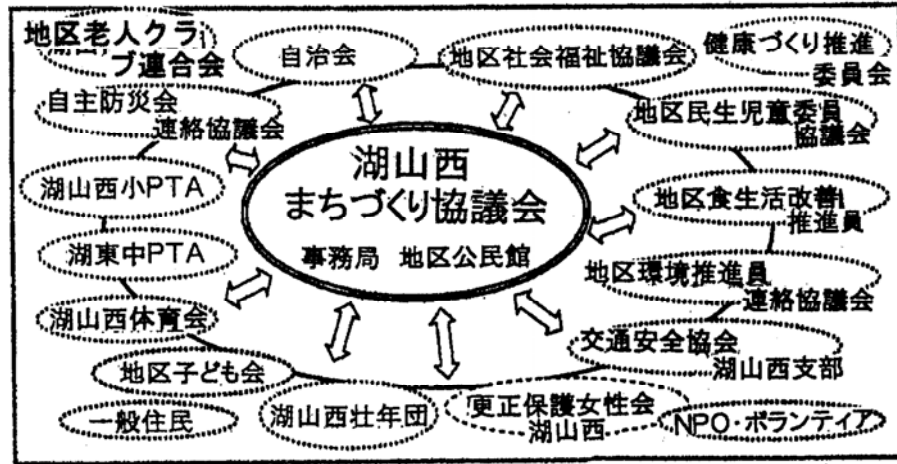 地区老人クラ
ブ連合会
自治会
地区社会福祉協議会
健康づくり推進
委員会
自主防災会
連絡協議会
地区民生児童委員
協議会
湖山西
まちづくり協議会
事務局 地区公民館
湖山西小PTA
地区食生活改善
推進員
湖東中PTA
地区環境推進員
連絡協議会
湖山西体育会
交通安全協会
湖山西支部
地区子ども会
湖山西壮年団
更正保護女性会
湖山西
一般住民
NPO・ボランティア